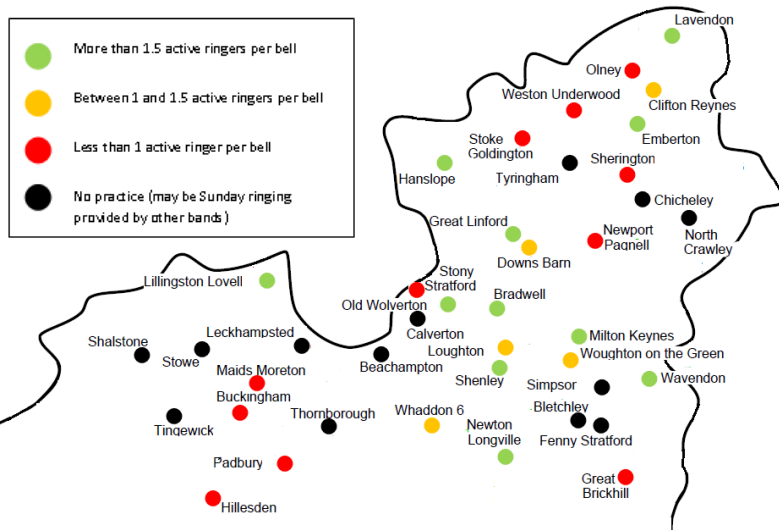 More than 1.5 active ringers per bell
Between 1 and 1.5 active ringers per bell
Less than 1 active ringer per bell
No practice (may be Sunday ringing
provided by other bands)
Lavendon
Olney
Weston Underwood
Clifton Reynes
Emberton
Stoke
Goldington
Sherington
Hanslope
Tyringham
Chicheley
Great Linford
Newport
Pagnell
North
Crawley
Downs Barn
Stony
Stratford
Lillingston Lovell
Old Wolverton
Bradwell
Calverton
Leckhampsted
Shalstone
Stowe
Milton Keynes
Loughton
Woughton on the Green
Beachampton
Maids Moreton
Shenley
Simpsor
Wavendon
Buckingham
Bletchley
Thornborough
Whaddon 6
Newton
Longville
Tingewick
Fenny Stratford
Padbury
Great
Brickhill
Hillesden